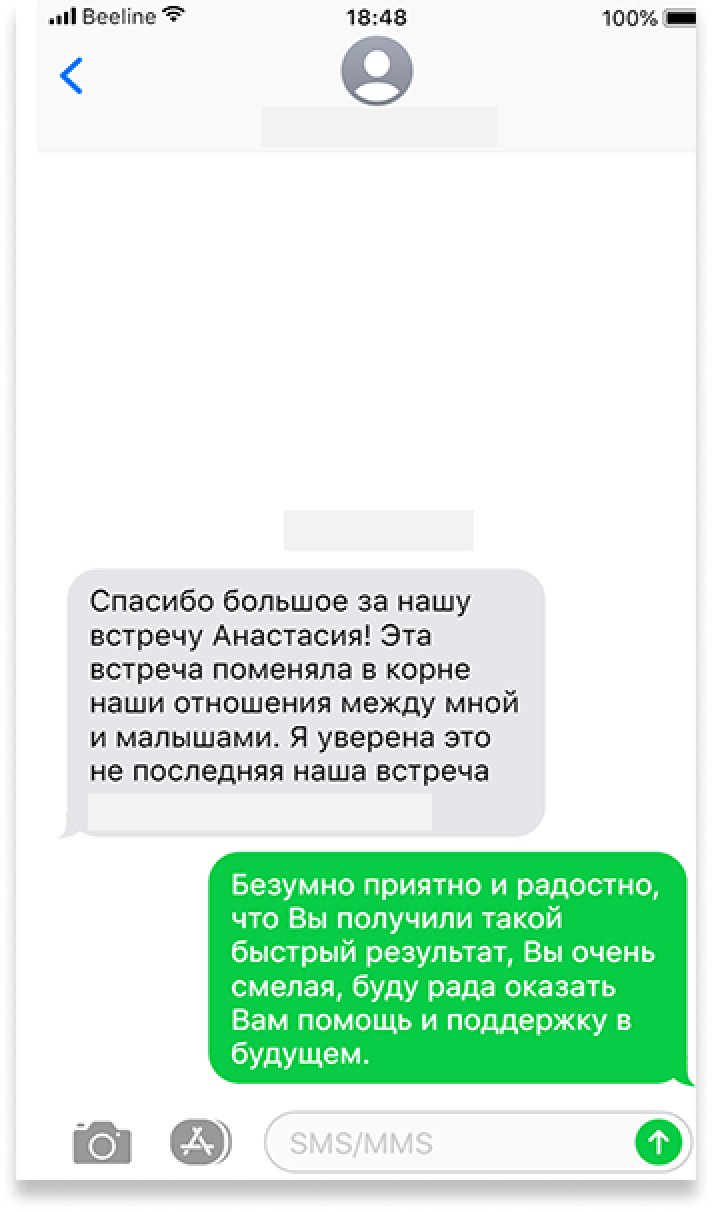 Beeline 18:48 100%
Спасибо большое за нашу
встречу Анастасия! Эта
встреча поменяла в корне
наши отношения между мной
и малышами. Я уверена это
не последняя наша встреча
Безумно приятно и радостно,
что Вы получили такой
быстрый результат, Вы очень
смелая, буду рада оказать
Вам помощь и поддержку в
будущем.
SMS/MMS